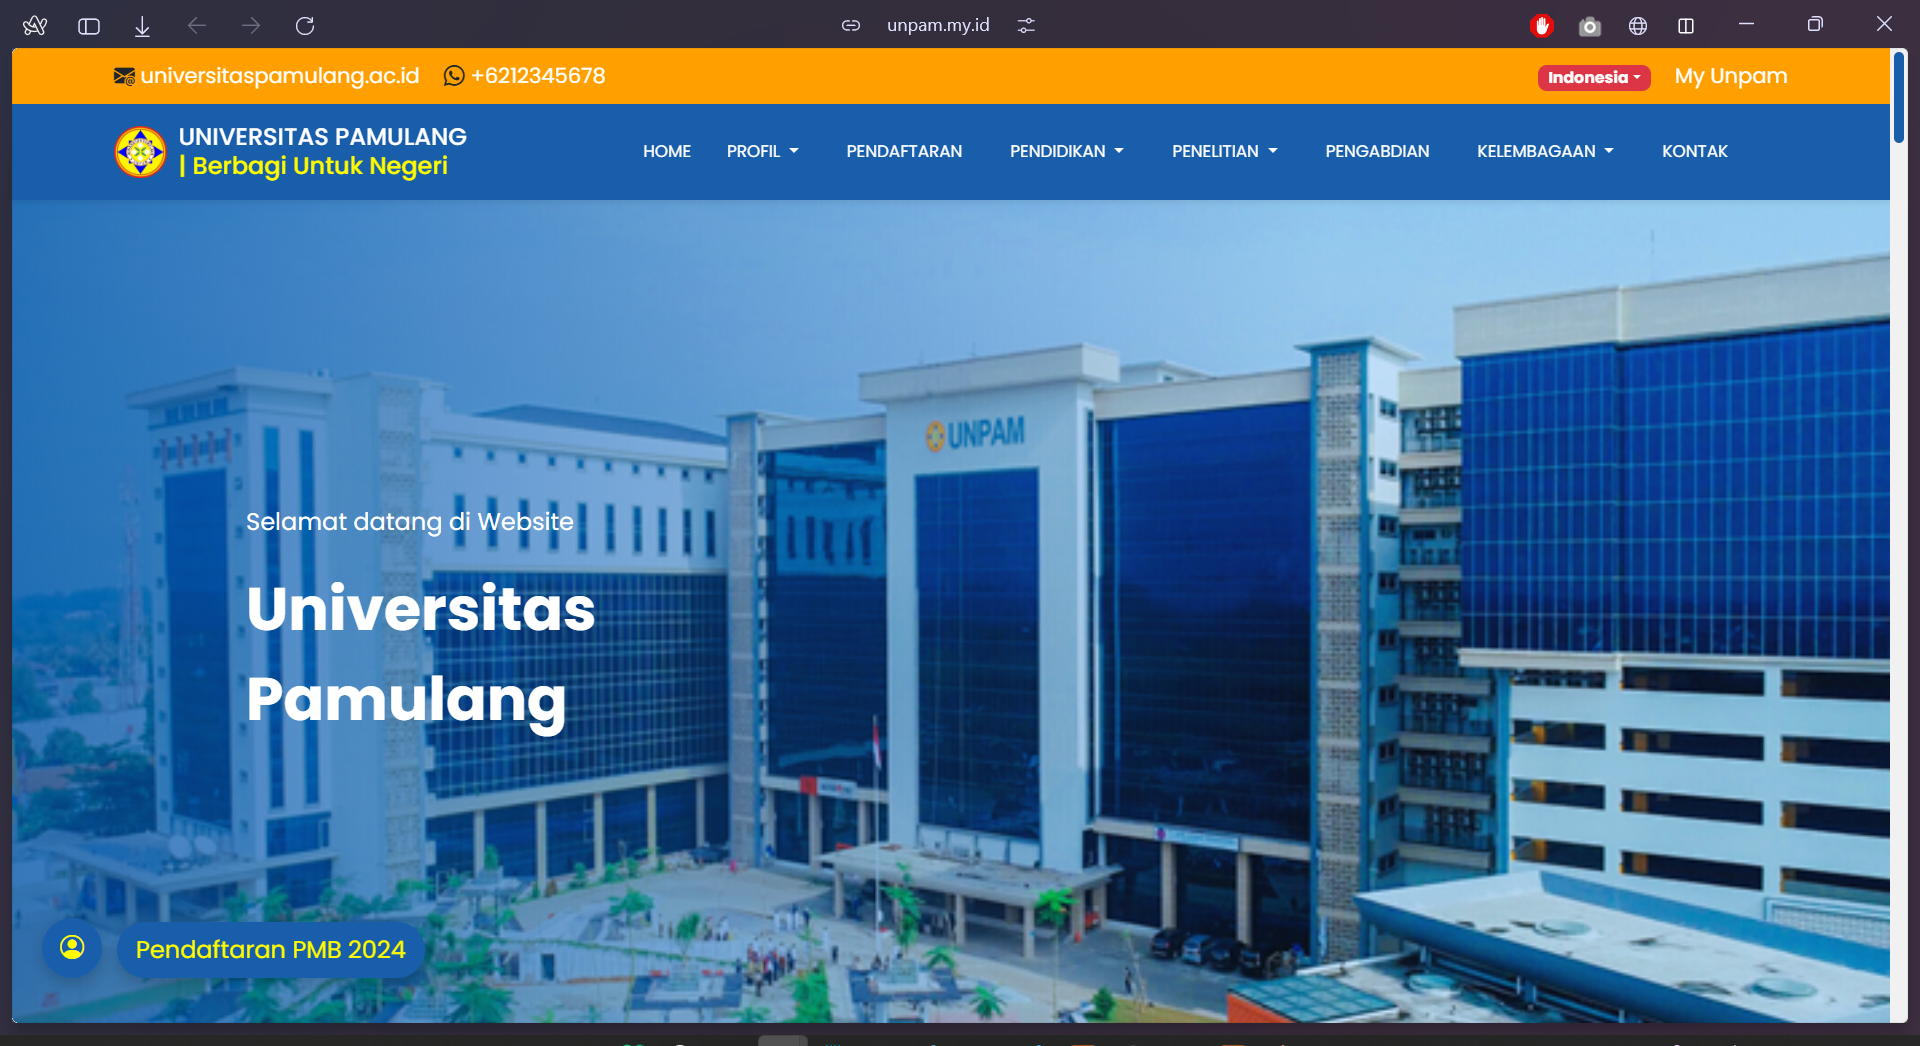 unpam.my.id
universitaspamulang.ac.id +6212345678 Indonesia My Unpam
UNIVERSITAS PAMULANG
| Berbagi Untuk Negeri
HOME PROFIL PENDAFTARAN PENDIDIKAN PENELITIAN PENGABDIAN KELEMBAGAAN KONTAK
UNPAM
Selamat datang di Website
Universitas
Pamulang
Pendaftaran PMB 2024